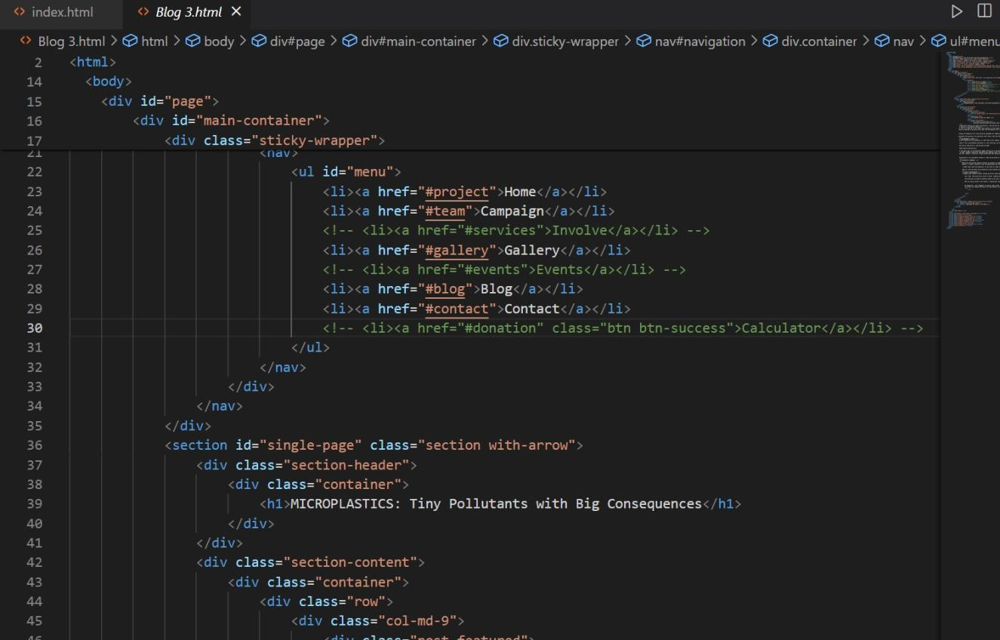 index.html
Blog 3.html
Blog 3.html > html > body > div#page > div#main-container > div.sticky-wrapper > nav#navigation > div.container > nav > ul#menu
2 <html>
14 <body>
15 <div id="page">
16 <div id="main-container">
17 <div class="sticky-wrapper">
21 <nav>
22 <ul id="menu">
23 <li><a href="#project">Home</a></li>
24 <li><a href="#team">Campaign</a></li>
25 <!-- <li><a href="#services">Involve</a></li> -->
26 <li><a href="#gallery">Gallery</a></li>
27 <!-- <li><a href="#events">Events</a></li> -->
28 <li><a href="#blog">Blog</a></li>
29 <li><a href="#contact">Contact</a></li>
30 <!-- <li><a href="#donation" class="btn btn-success">Calculator</a></li> -->
31 </ul>
32 </nav>
33 </div>
34 </nav>
35 </div>
36 <section id="single-page" class="section with-arrow">
37 <div class="section-header">
38 <div class="container">
39 <h1>MICROPLASTICS: Tiny Pollutants with Big Consequences</h1>
40 </div>
41 </div>
42 <div class="section-content">
43 <div class="container">
44 <div class="row">
45 <div class="col-md-9">
46 <div class="post-featured">